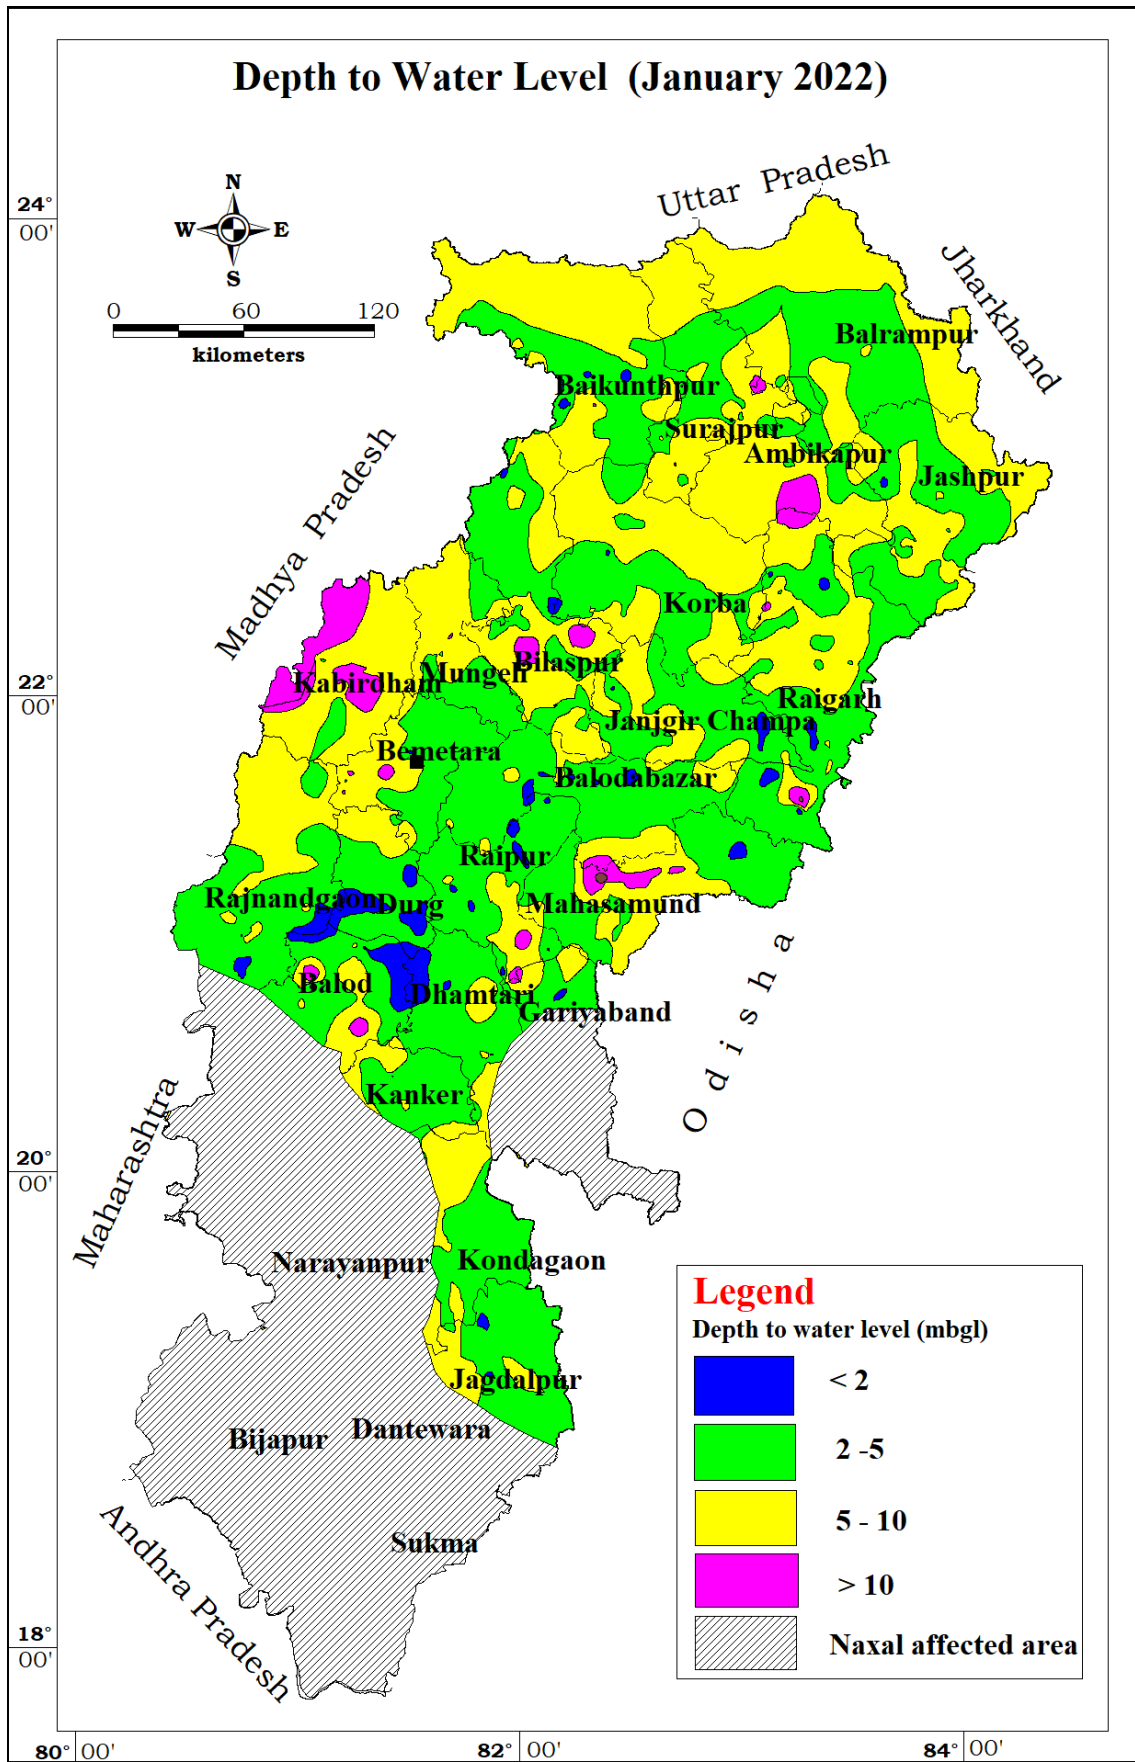 Depth to Water Level (January 2022)
Uttar Pradesh
N
24°
00'
W
E
S
Jharkhand
0
60
120
kilometers
Balrampur
Baikunthpur
Surajpur
Ambikapur
Jashpur
Madhya Pradesh
Korba
Kabirdham
Mungeli
Bilaspur
22°
00'
Raigarh
Janjgir Champa
Bemetara
Balodabazar
Raipur
Rajnandgaon
Durg
Mahasamund
Balod
Dhamtari
Gariyaband
Odisha
Kanker
Maharashtra
20°
00'
Narayanpur
Kondagaon
Legend
Depth to water level (mbgl)
Jagdalpur
< 2
Dantewara
Bijapur
2 -5
Andhra Pradesh
5 - 10
Sukma
> 10
18°
00'
Naxal affected area
80° 00'
82° 00'
84° 00'